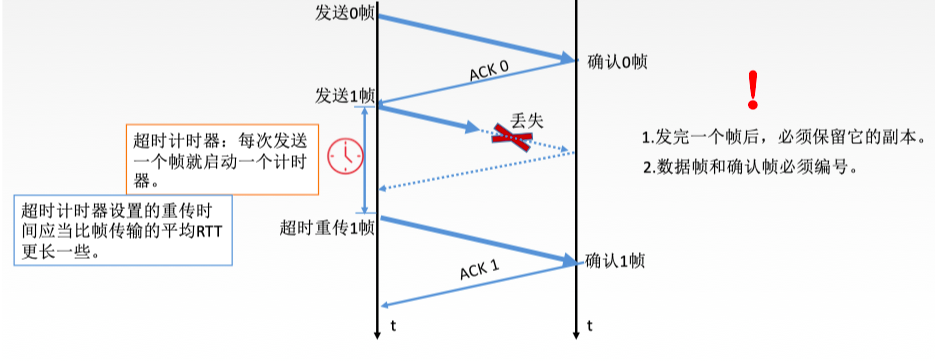 发送0帧
ACK 0
确认0帧
发送1帧
丢失
超时计时器：每次发送
一个帧就启动一个计时
器。
超时计时器设置的重传时
间应当比帧传输的平均RTT
更长一些。
超时重传1帧
ACK 1
确认1帧
t
t
!
1.发完一个帧后，必须保留它的副本。
2.数据帧和确认帧必须编号。